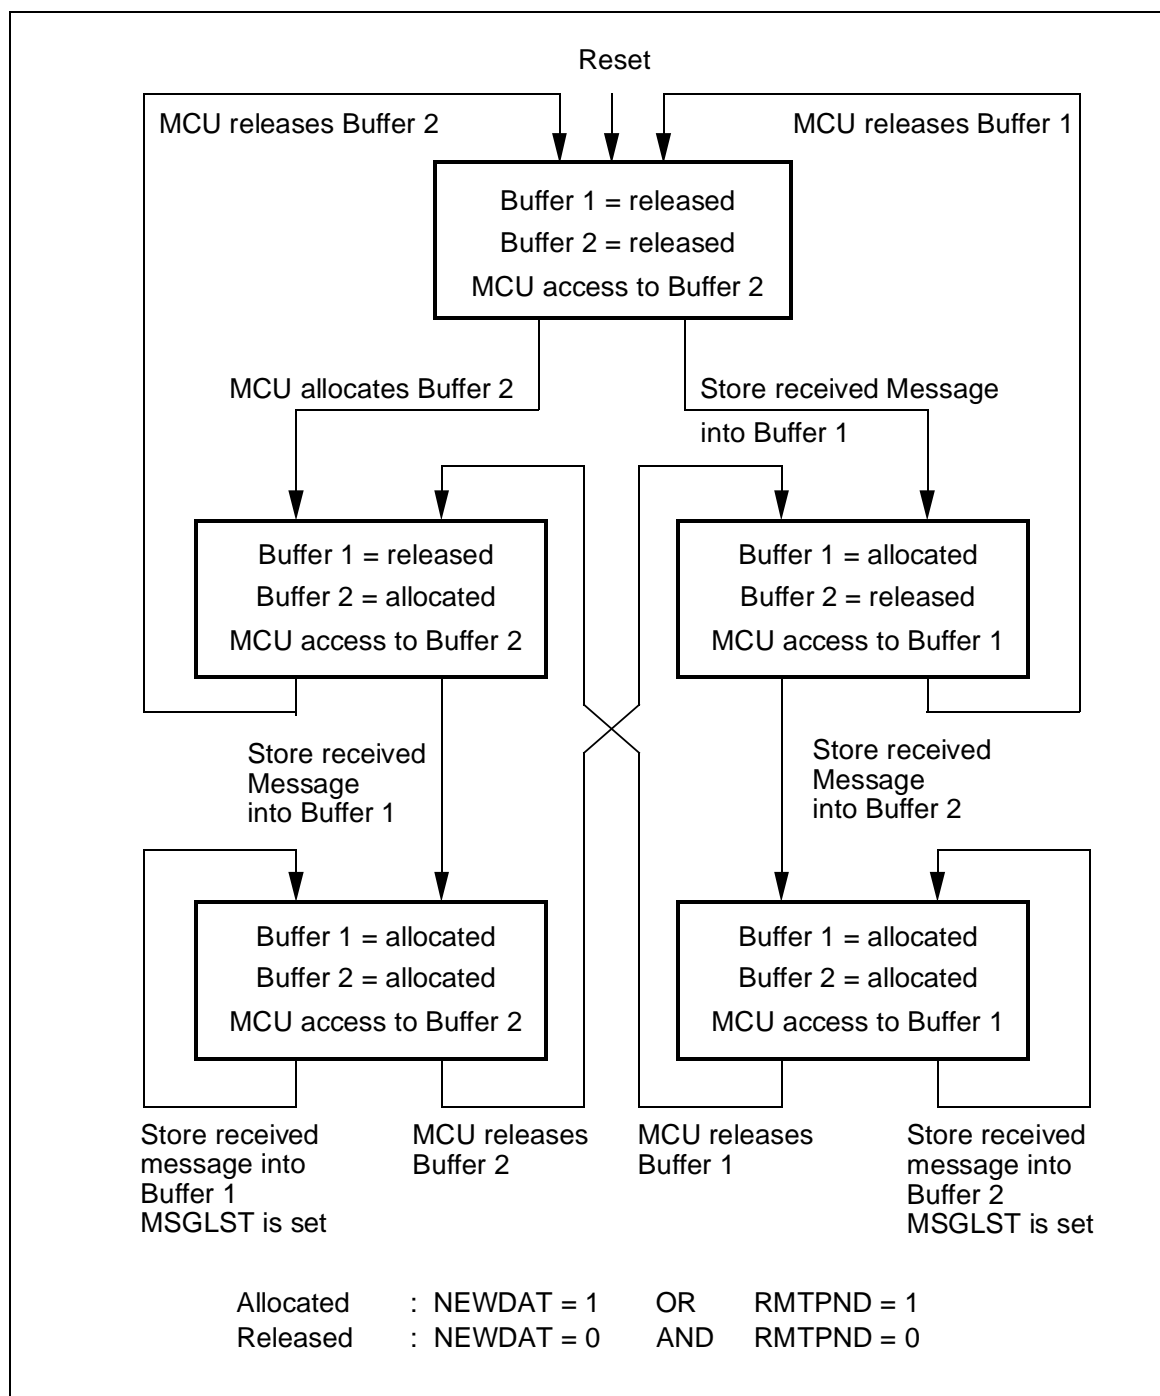 Reset
MCU releases Buffer 2
MCU releases Buffer 1
Buffer 1 = released
Buffer 2 = released
MCU access to Buffer 2
MCU allocates Buffer 2
Store received Message
into Buffer 1
Buffer 1 = released
Buffer 2 = allocated
MCU access to Buffer 2
Buffer 1 = allocated
Buffer 2 = released
MCU access to Buffer 1
Store received
Message
into Buffer 1
Store received
Message
into Buffer 2
Buffer 1 = allocated
Buffer 2 = allocated
MCU access to Buffer 2
Buffer 1 = allocated
Buffer 2 = allocated
MCU access to Buffer 1
Store received
message into
Buffer 1
MSGLST is set
MCU releases
Buffer 2
MCU releases
Buffer 1
Store received
message into
Buffer 2
MSGLST is set
Allocated : NEWDAT = 1 OR RMTPND = 1
Released : NEWDAT = 0 AND RMTPND = 0